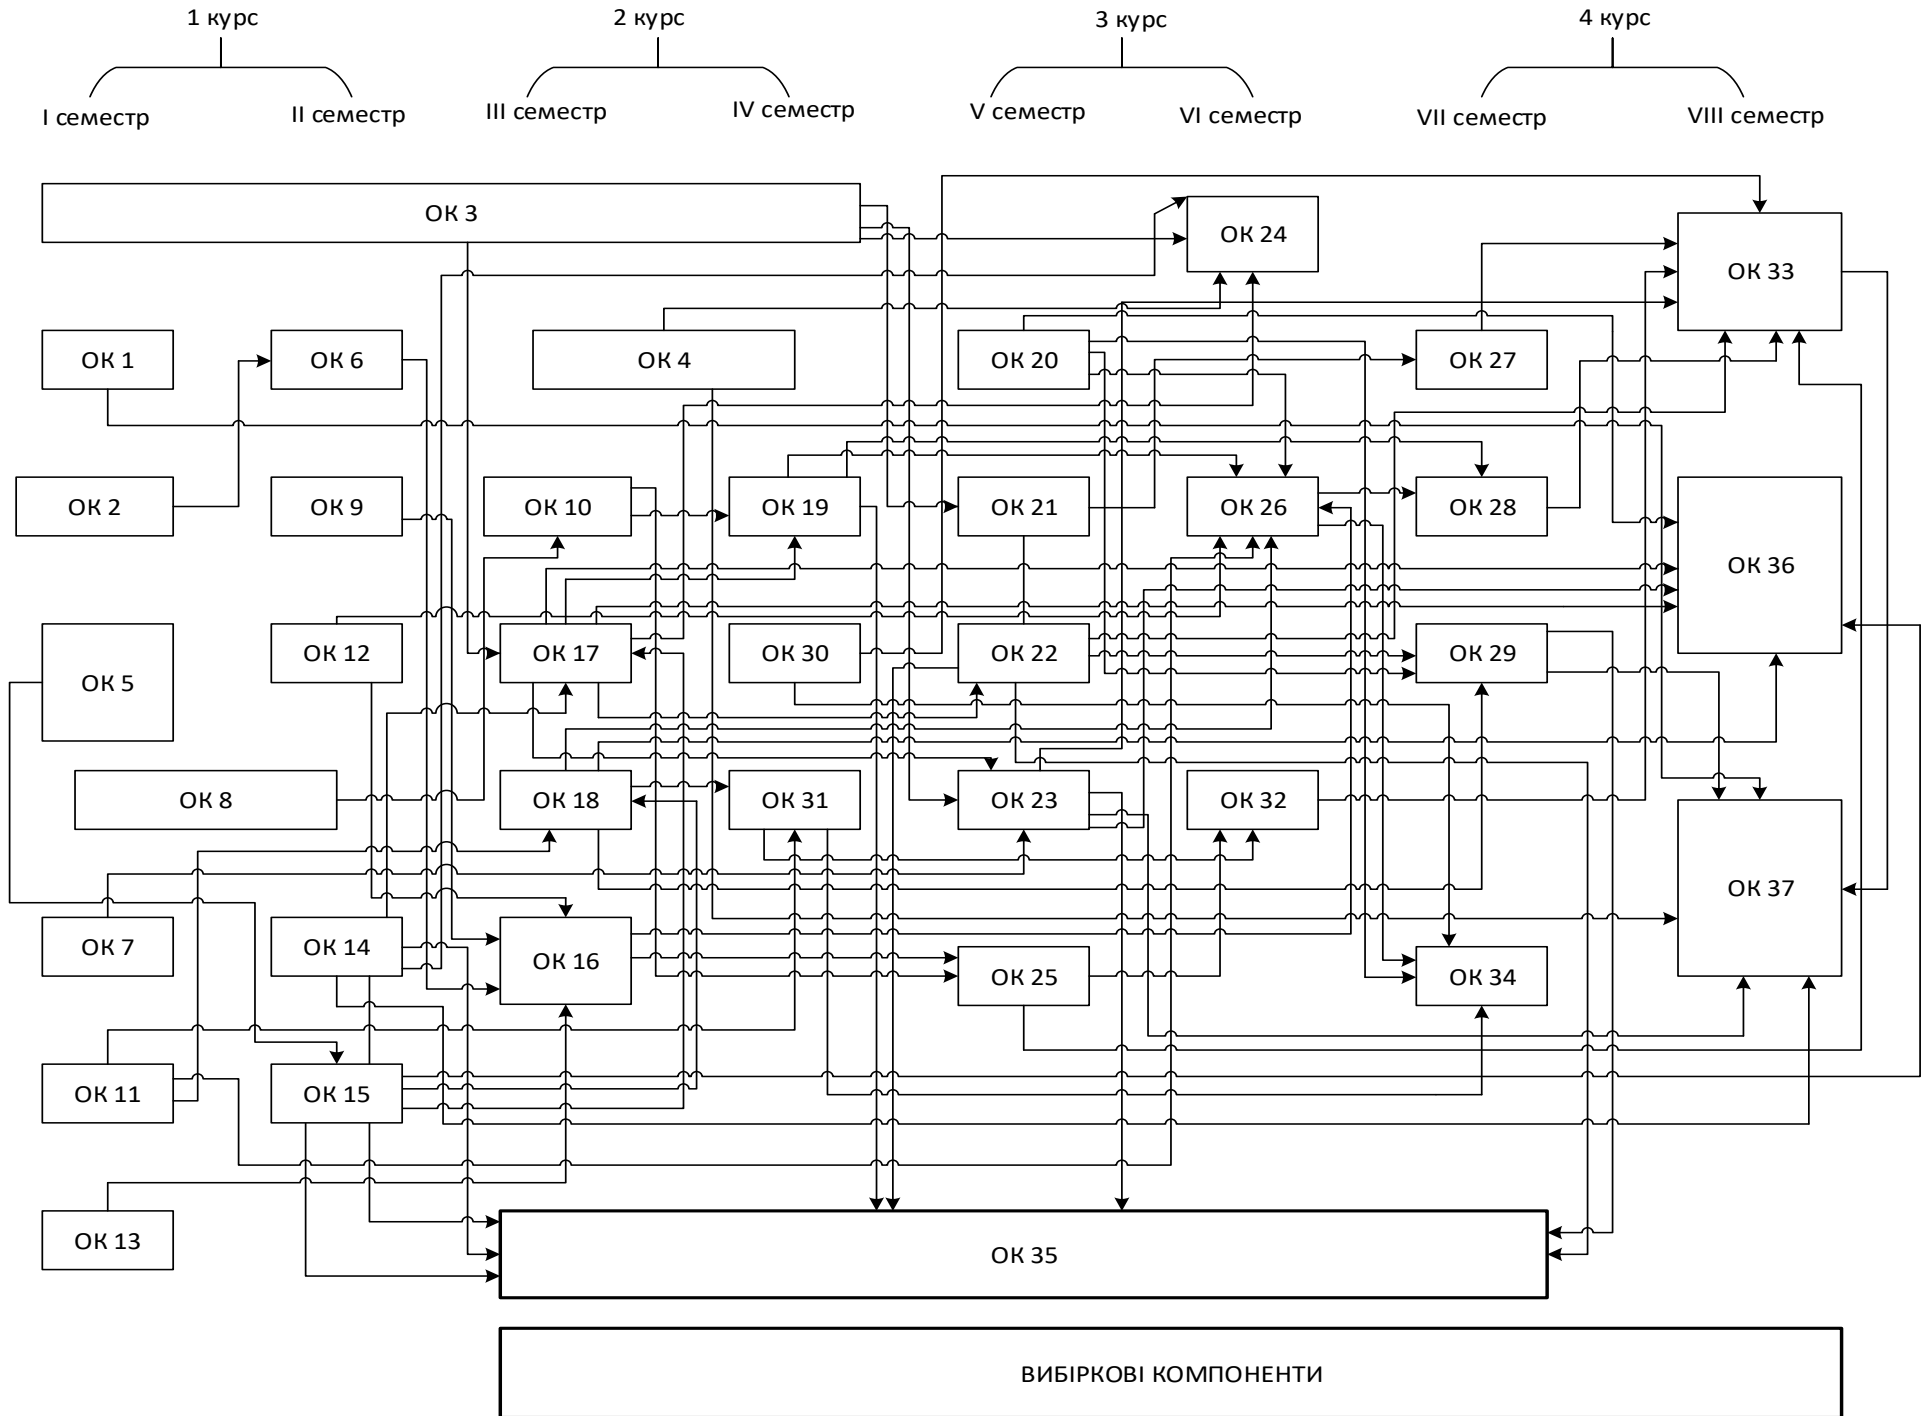 1 курс
2 курс
3 курс
4 курс
І семестр
ІІ семестр
ІІІ семестр
IV семестр
V семестр
VI семестр
VII семестр
VIII семестр
ОК 3
ОК 24
ОК 33
ОК 1
ОК 6
ОК 4
ОК 20
ОК 27
ОК 2
ОК 9
ОК 10
ОК 19
ОК 21
ОК 26
ОК 28
ОК 36
ОК 5
ОК 12
ОК 17
ОК 30
ОК 22
ОК 29
ОК 8
ОК 18
ОК 31
ОК 23
ОК 32
ОК 37
ОК 7
ОК 14
ОК 16
ОК 25
ОК 34
ОК 11
ОК 15
ОК 13
ОК 35
ВИБІРКОВІ КОМПОНЕНТИ